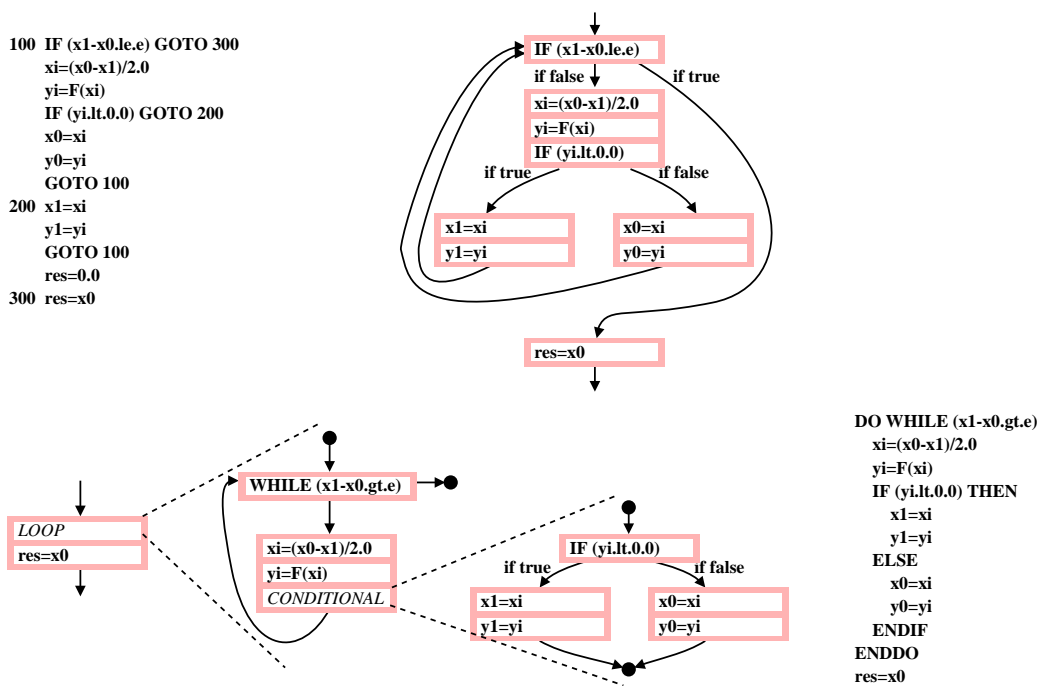 100 IF (x1-x0.le.e) GOTO 300
xi=(x0-x1)/2.0
yi=F(xi)
IF (yi.lt.0.0) GOTO 200
x0=xi
y0=yi
GOTO 100
200 x1=xi
y1=yi
GOTO 100
res=0.0
300 res=x0
IF (x1-x0.le.e)
if false
if true
xi=(x0-x1)/2.0
yi=F(xi)
IF (yi.lt.0.0)
if true
if false
x1=xi
y1=yi
x0=xi
y0=yi
res=x0
LOOP
res=x0
WHILE (x1-x0.gt.e)
xi=(x0-x1)/2.0
yi=F(xi)
CONDITIONAL
IF (yi.lt.0.0)
if true
if false
x1=xi
y1=yi
x0=xi
y0=yi
DO WHILE (x1-x0.gt.e)
xi=(x0-x1)/2.0
yi=F(xi)
IF (yi.lt.0.0) THEN
x1=xi
y1=yi
ELSE
x0=xi
y0=yi
ENDIF
ENDDO
res=x0